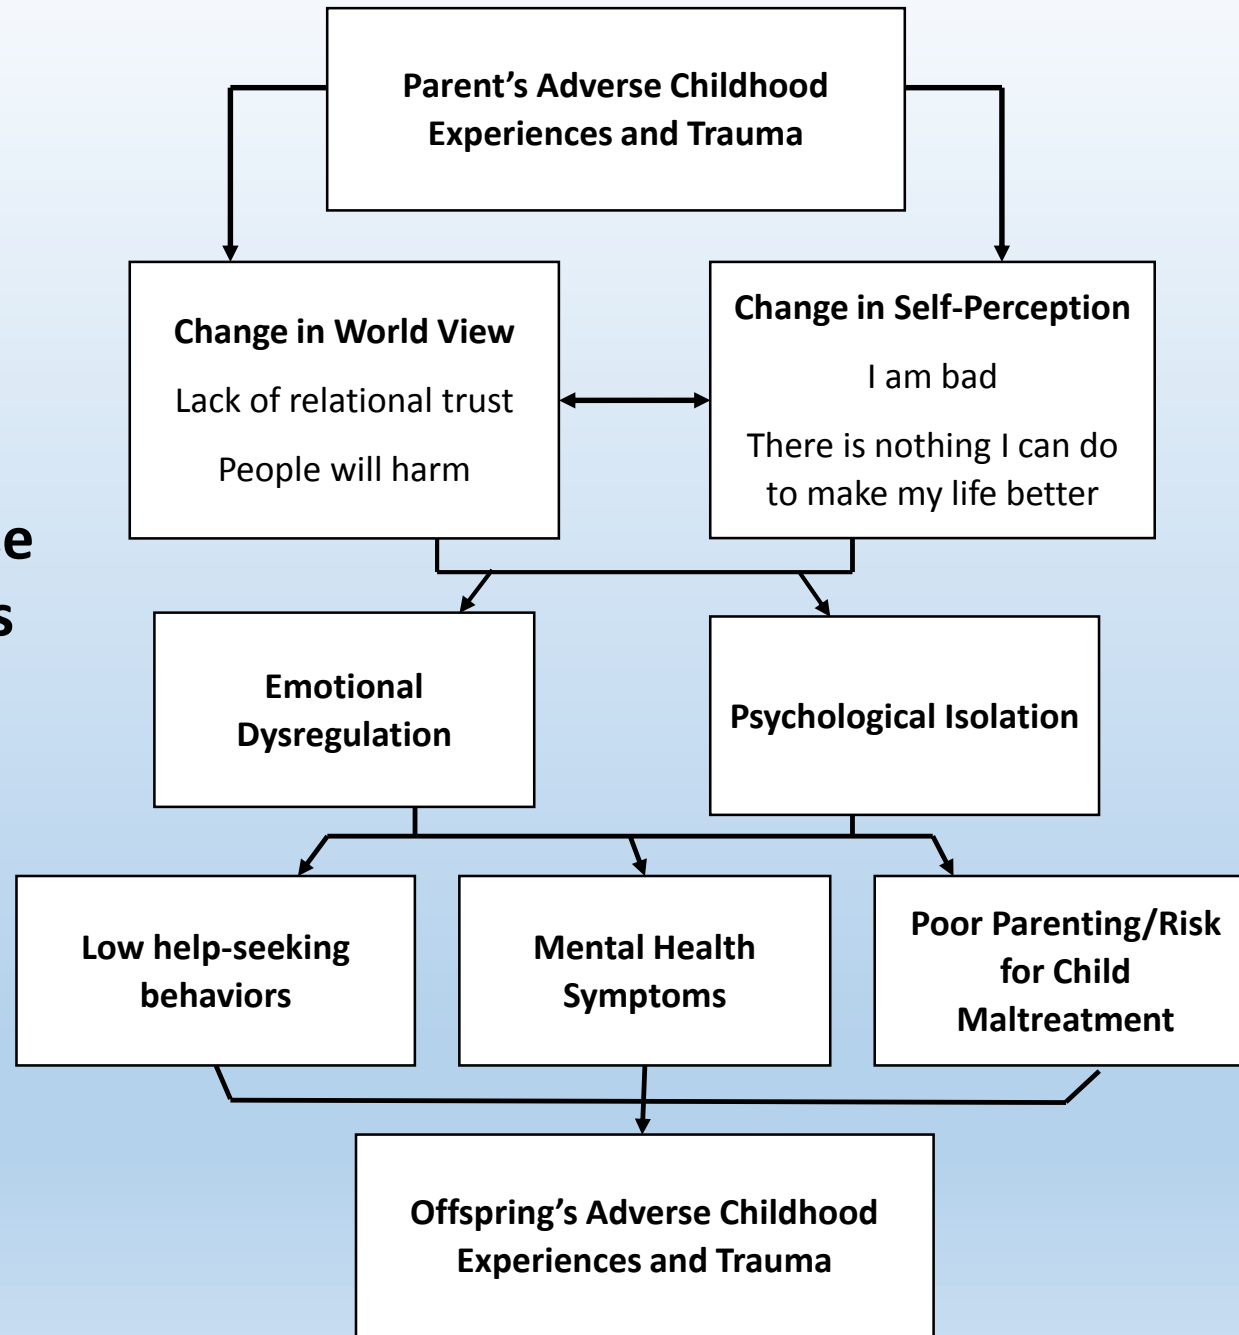 Parent’s Adverse Childhood
Experiences and Trauma
Change in World View
Lack of relational trust
People will harm
Change in Self-Perception
I am bad
There is nothing I can do
to make my life better
Emotional
Dysregulation
Psychological Isolation
Low help-seeking
behaviors
Mental Health
Symptoms
Poor Parenting/Risk
for Child
Maltreatment
Offspring’s Adverse Childhood
Experiences and Trauma